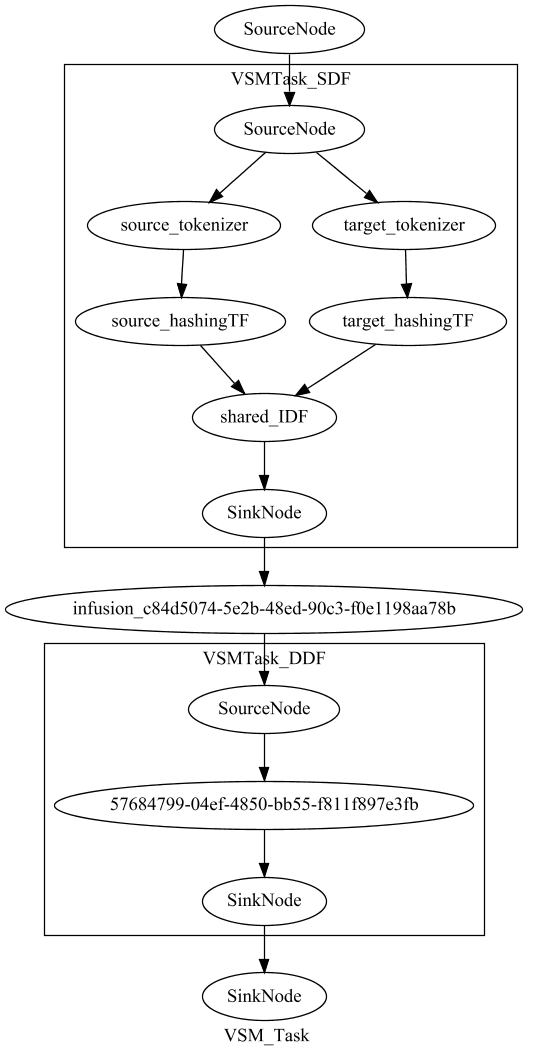 SourceNode
VSMTask_SDF
SourceNode
source_tokenizer
target_tokenizer
source_hashingTF
target_hashingTF
shared_IDF
SinkNode
infusion_c84d5074-5e2b-48ed-90c3-f0e1198aa78b
VSMTask_DDF
SourceNode
57684799-04ef-4850-bb55-f811f897e3fb
SinkNode
SinkNode
VSM_Task